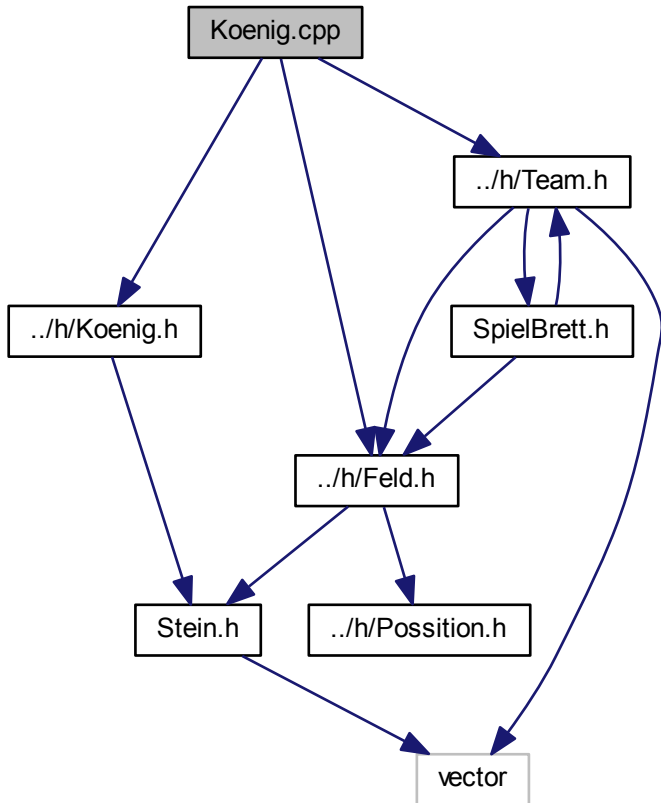 Koenig.cpp
../h/Team.h
../h/Koenig.h
SpielBrett.h
../h/Feld.h
Stein.h
../h/Possition.h
vector